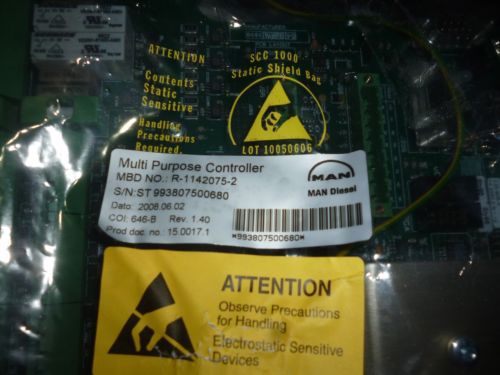 MANUFACTURER
ATTENTION
Contents
Static
Sensitive
Handling
Precautions
Required.
SCC 1000
Static Shield Bag
LOT 10050606
Multi Purpose Controller
MBD NO.: R-1142075-2
S/N:ST 993807500680
Dato: 2008.06.02
COI: 646-B Rev. 1.40
Prod doc. no.: 15.0017.1
MAN
MAN Diesel
*993807500680*
ATTENTION
Observe Precautions
for Handling
Electrostatic Sensitive
Devices